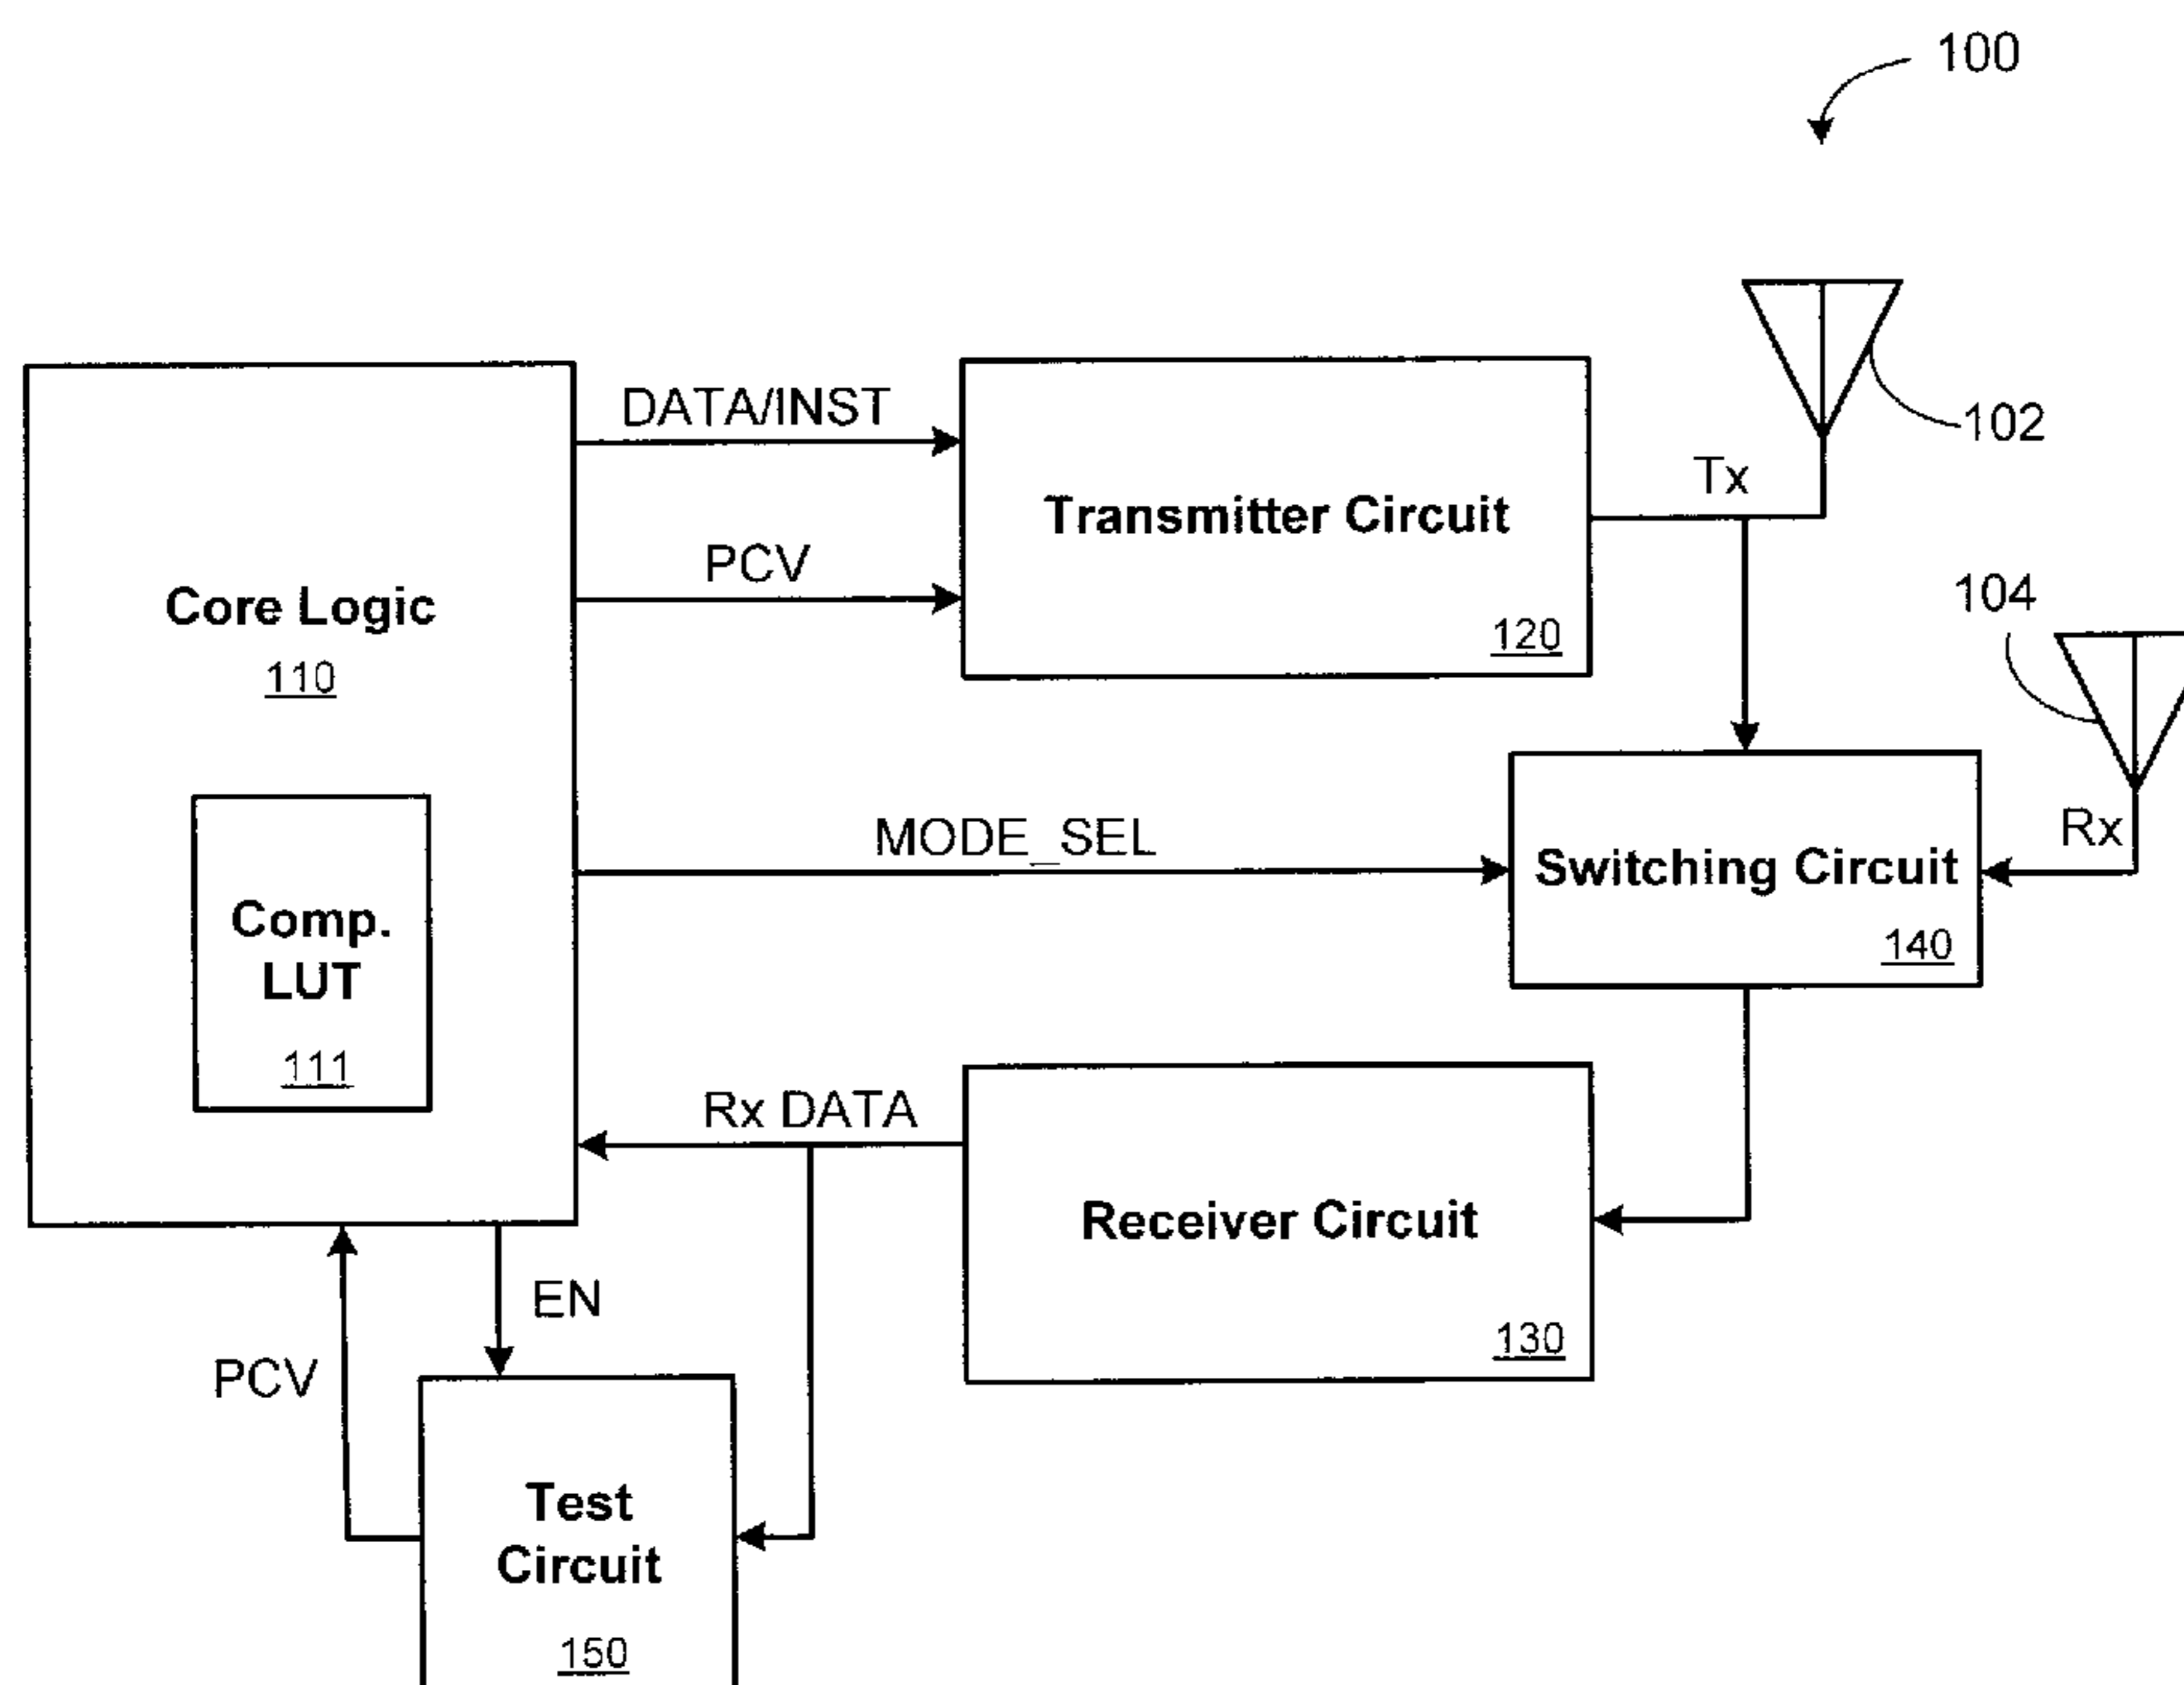 100
DATA/INST
102
Tx
Transmitter Circuit
PCV
104
Core Logic
120
110
Rx
MODE_SEL
Switching Circuit
Comp.
LUT
140
111
Rx DATA
Receiver Circuit
EN
130
PCV
Test
Circuit
150